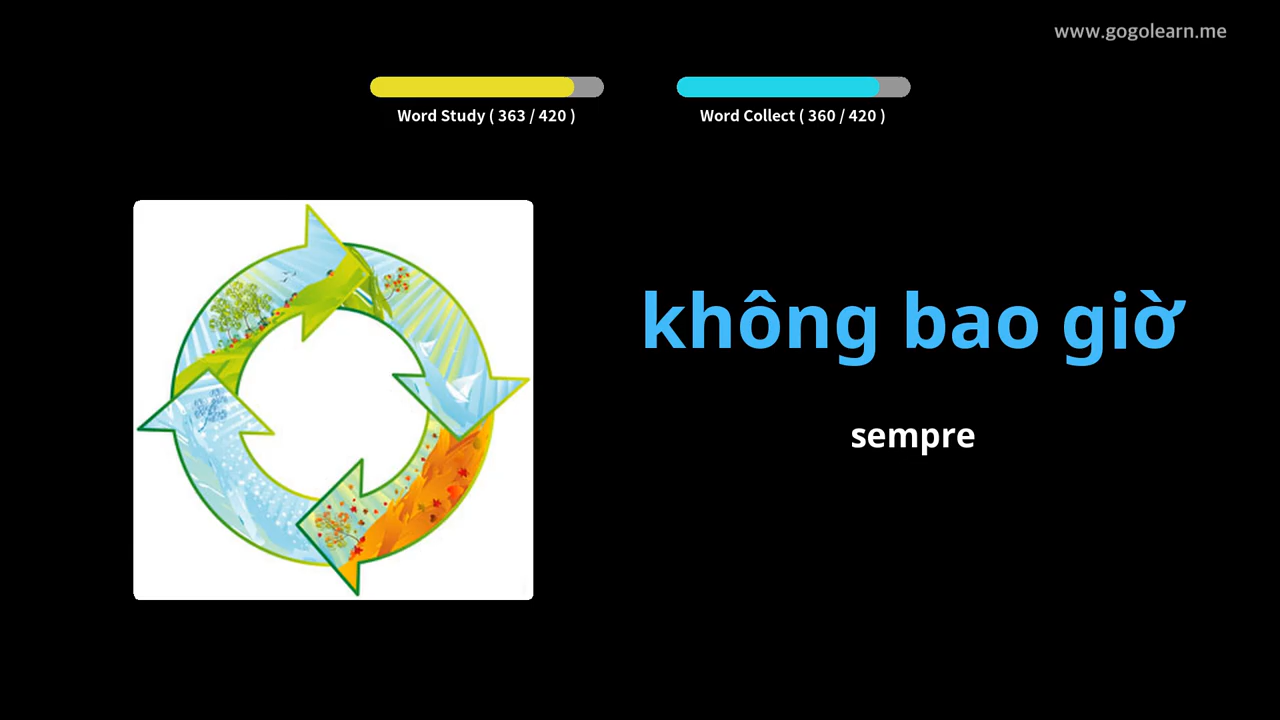 www.gogolearn.me
Word Study ( 363 / 420 )
Word Collect ( 360 / 420 )
không bao giờ
sempre